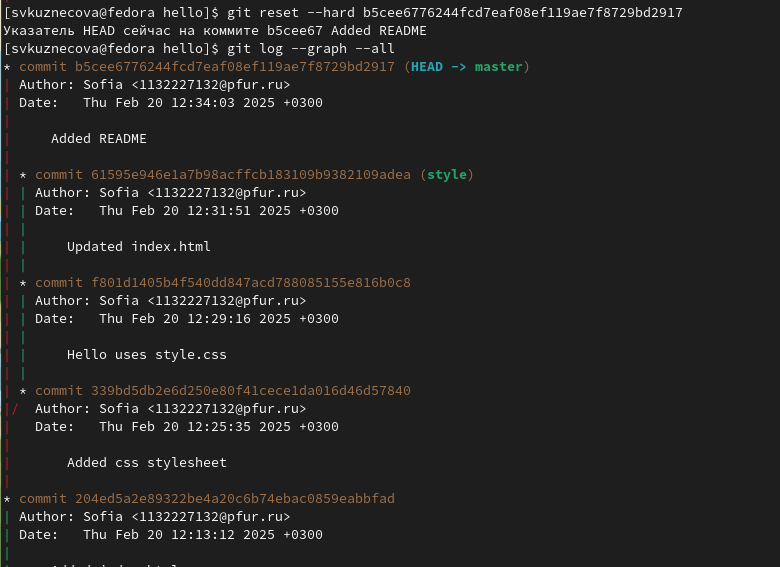 [svkuznecova@fedora hello]$ git reset --hard b5cee6776244fcd7eaf08ef119ae7f8729bd2917
Указатель HEAD сейчас на коммите b5cee67 Added README
[svkuznecova@fedora hello]$ git log --graph --all
* commit b5cee6776244fcd7eaf08ef119ae7f8729bd2917 (HEAD -> master)
| Author: Sofia <1132227132@pfur.ru>
| Date:   Thu Feb 20 12:34:03 2025 +0300
|
|     Added README
|
| * commit 61595e946e1a7b98acffcb183109b9382109adea (style)
| | Author: Sofia <1132227132@pfur.ru>
| | Date:   Thu Feb 20 12:31:51 2025 +0300
| |
| |     Updated index.html
| |
| * commit f801d1405b4f540dd847acd788085155e816b0c8
| | Author: Sofia <1132227132@pfur.ru>
| | Date:   Thu Feb 20 12:29:16 2025 +0300
| |
| |     Hello uses style.css
| |
| * commit 339bd5db2e6d250e80f41cece1da016d46d57840
|/  Author: Sofia <1132227132@pfur.ru>
|   Date:   Thu Feb 20 12:25:35 2025 +0300
|
|       Added css stylesheet
|
* commit 204ed5a2e89322be4a20c6b74ebac0859eabbfad
| Author: Sofia <1132227132@pfur.ru>
| Date:   Thu Feb 20 12:13:12 2025 +0300
|